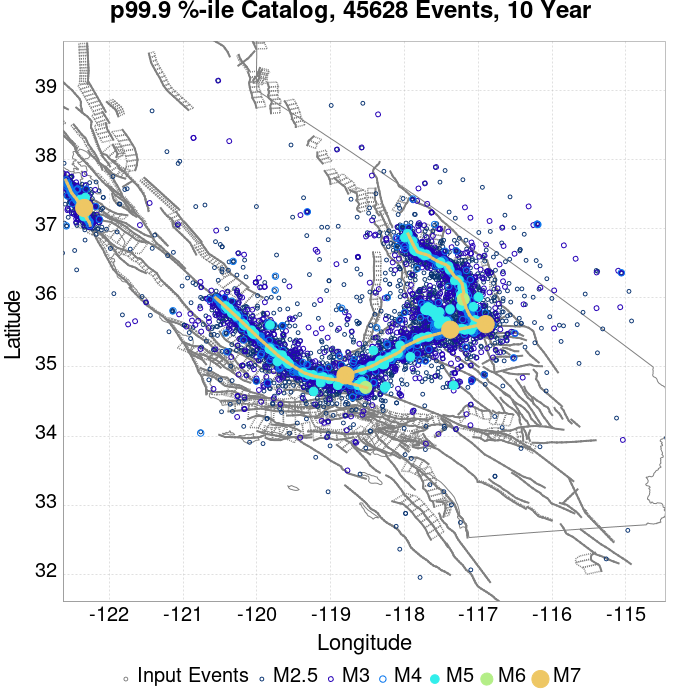 p99.9 %-ile Catalog, 45628 Events, 10 Year
39
38
37
36
35
34
33
32
Latitude
-122 -121 -120 -119 -118 -117 -116 -115
Longitude
Input Events M2.5 M3 M4 M5 M6 M7